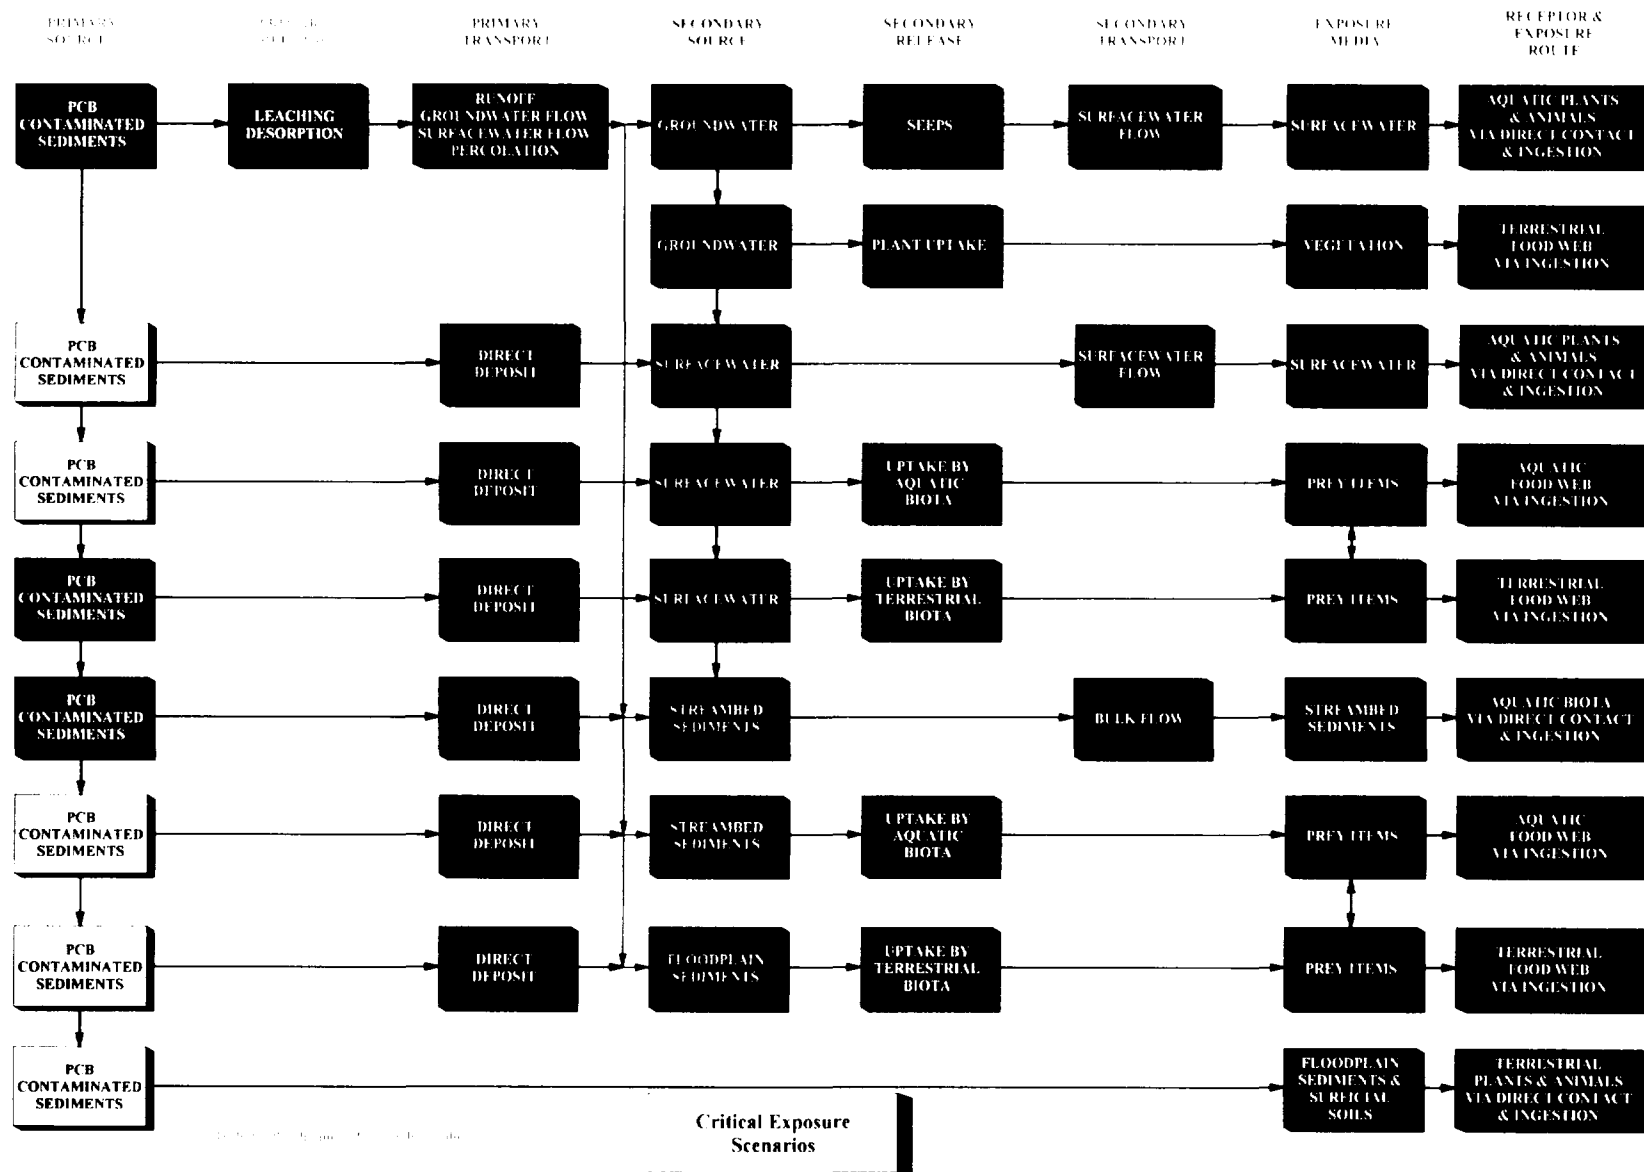 PRIMARY
SOURCE
PRIMARY
TRANSPORT
SECONDARY
SOURCE
SECONDARY
RELEASE
SECONDARY
TRANSPORT
EXPOSURE
MEDIA
RECEPTOR &
EXPOSURE
ROUTE
PCB
CONTAMINATED
SEDIMENTS
LEACHING
DESORPTION
RUNOFF
GROUNDWATER FLOW
SURFACEWATER FLOW
PERCOLATION
GROUNDWATER
SEEPS
SURFACEWATER
FLOW
SURFACEWATER
AQUATIC PLANTS
& ANIMALS
VIA DIRECT CONTACT
& INGESTION
GROUNDWATER
PLANT UPTAKE
VEGETATION
TERRESTRIAL
FOOD WEB
VIA INGESTION
PCB
CONTAMINATED
SEDIMENTS
DIRECT
DEPOSIT
SURFACEWATER
SURFACEWATER
FLOW
SURFACEWATER
AQUATIC PLANTS
& ANIMALS
VIA DIRECT CONTACT
& INGESTION
PCB
CONTAMINATED
SEDIMENTS
DIRECT
DEPOSIT
SURFACEWATER
UPTAKE BY
AQUATIC
BIOTA
PREY ITEMS
AQUATIC
FOOD WEB
VIA INGESTION
PCB
CONTAMINATED
SEDIMENTS
DIRECT
DEPOSIT
SURFACEWATER
UPTAKE BY
TERRESTRIAL
BIOTA
PREY ITEMS
TERRESTRIAL
FOOD WEB
VIA INGESTION
PCB
CONTAMINATED
SEDIMENTS
DIRECT
DEPOSIT
STREAMBED
SEDIMENTS
BULK FLOW
STREAMBED
SEDIMENTS
AQUATIC BIOTA
VIA DIRECT CONTACT
& INGESTION
PCB
CONTAMINATED
SEDIMENTS
DIRECT
DEPOSIT
STREAMBED
SEDIMENTS
UPTAKE BY
AQUATIC
BIOTA
PREY ITEMS
AQUATIC
FOOD WEB
VIA INGESTION
PCB
CONTAMINATED
SEDIMENTS
DIRECT
DEPOSIT
FLOODPLAIN
SEDIMENTS
UPTAKE BY
TERRESTRIAL
BIOTA
PREY ITEMS
TERRESTRIAL
FOOD WEB
VIA INGESTION
PCB
CONTAMINATED
SEDIMENTS
FLOODPLAIN
SEDIMENTS &
SURFICIAL
SOILS
TERRESTRIAL
PLANTS & ANIMALS
VIA DIRECT CONTACT
& INGESTION
Critical Exposure
Scenarios